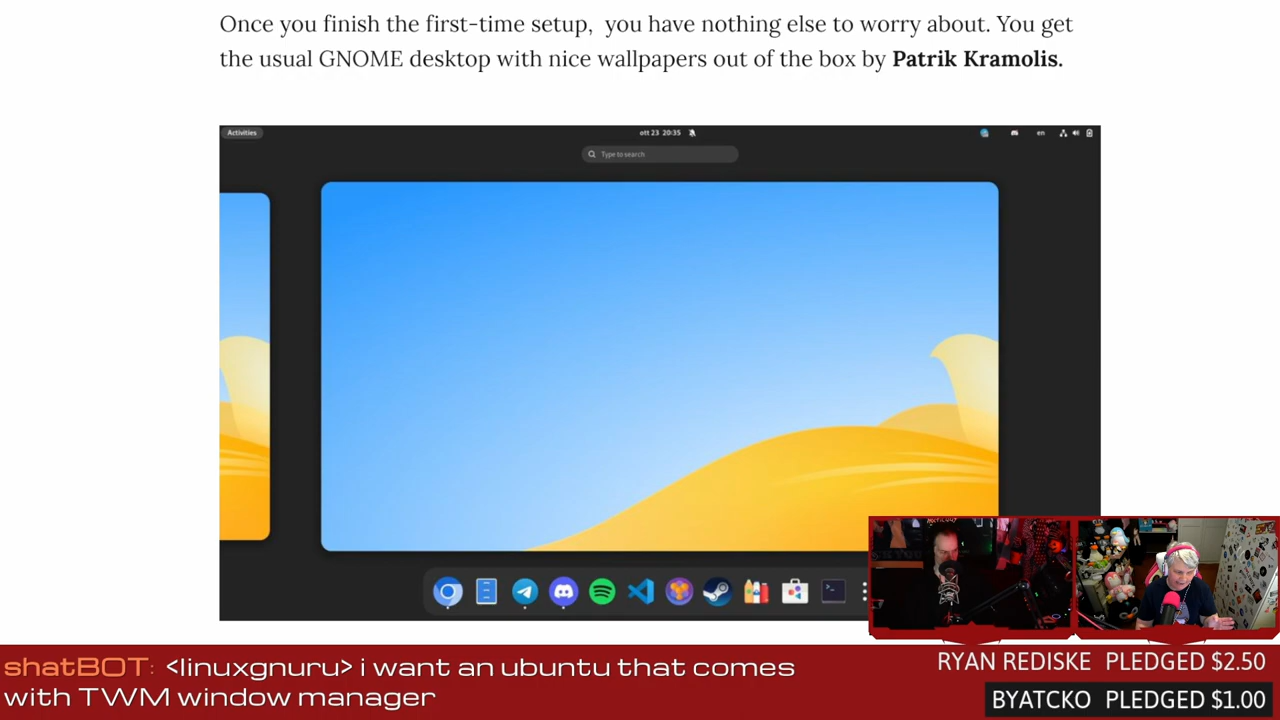 Once you finish the first-time setup,  you have nothing else to worry about. You get
the usual GNOME desktop with nice wallpapers out of the box by Patrik Kramolis.
Activities
ott 23 20:35
en
Type to search
shatBOT: <linuxgnuru> i want an ubuntu that comes
with TWM window manager
RYAN REDISKE PLEDGED $2.50
BYATCKO PLEDGED $1.00